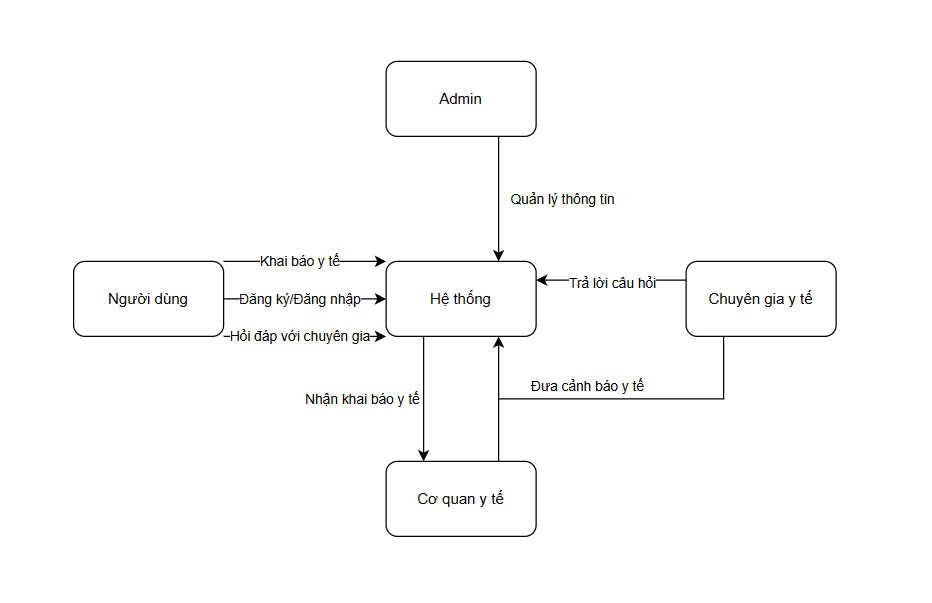 Admin
Quản lý thông tin
Khai báo y tế
Người dùng
Đăng ký/Đăng nhập
Hệ thống
Trả lời câu hỏi
Chuyên gia y tế
Hỏi đáp với chuyên gia
Đưa cảnh báo y tế
Nhận khai báo y tế
Cơ quan y tế